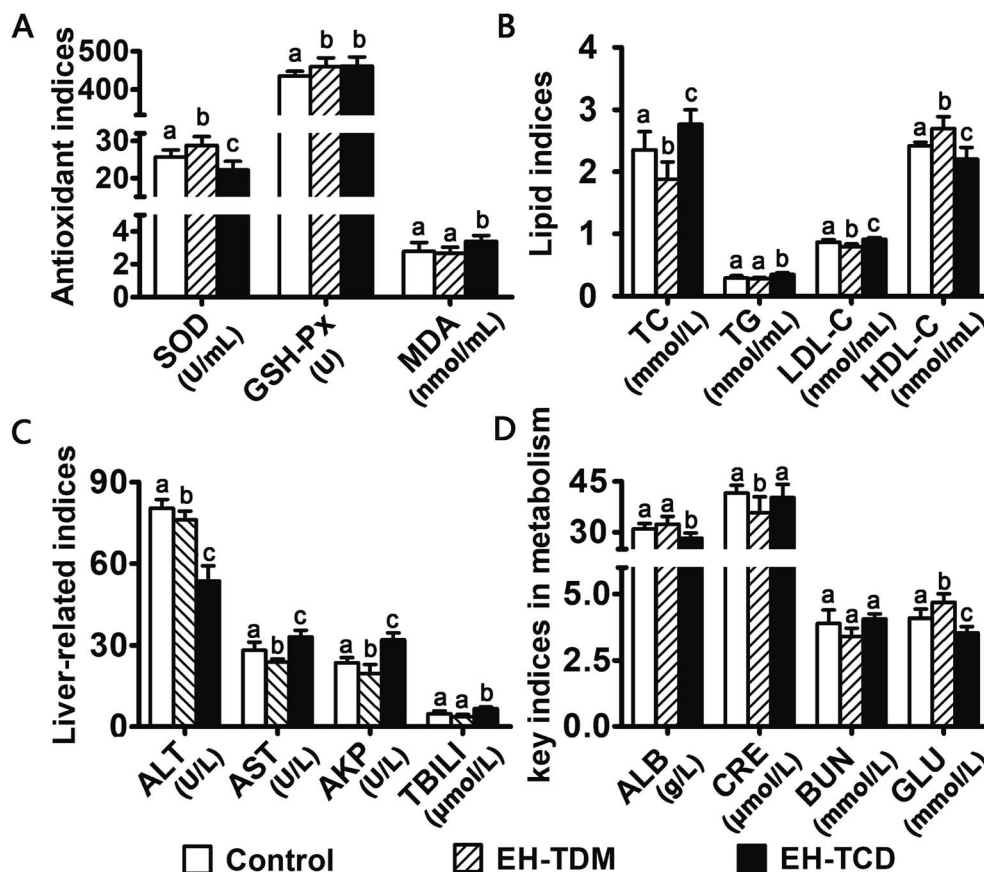 A
Antioxidant indices
500
400
30
20
4
2
0
a b b
a b c
a a b
SOD
(U/mL)
GSH-Px
(U)
MDA
(nmol/mL)
B
Lipid indices
4
3
2
1
0
a b c
a a b
a b c
a b c
TC
(mmol/L)
TG
(nmol/mL)
LDL-C
(nmol/mL)
HDL-C
(nmol/mL)
C
Liver-related indices
90
60
30
0
a b c
a b c
a b c
a a b
ALT
(U/L)
AST
(U/L)
AKP
(U/L)
TBILI
(μmol/L)
D
key indices in metabolism
45
30
5.0
2.5
0.0
a a b
a b a
a a a
a b c
ALB
(g/L)
CRE
(μmol/L)
BUN
(mmol/L)
GLU
(mmol/L)
Control
EH-TDM
EH-TCD